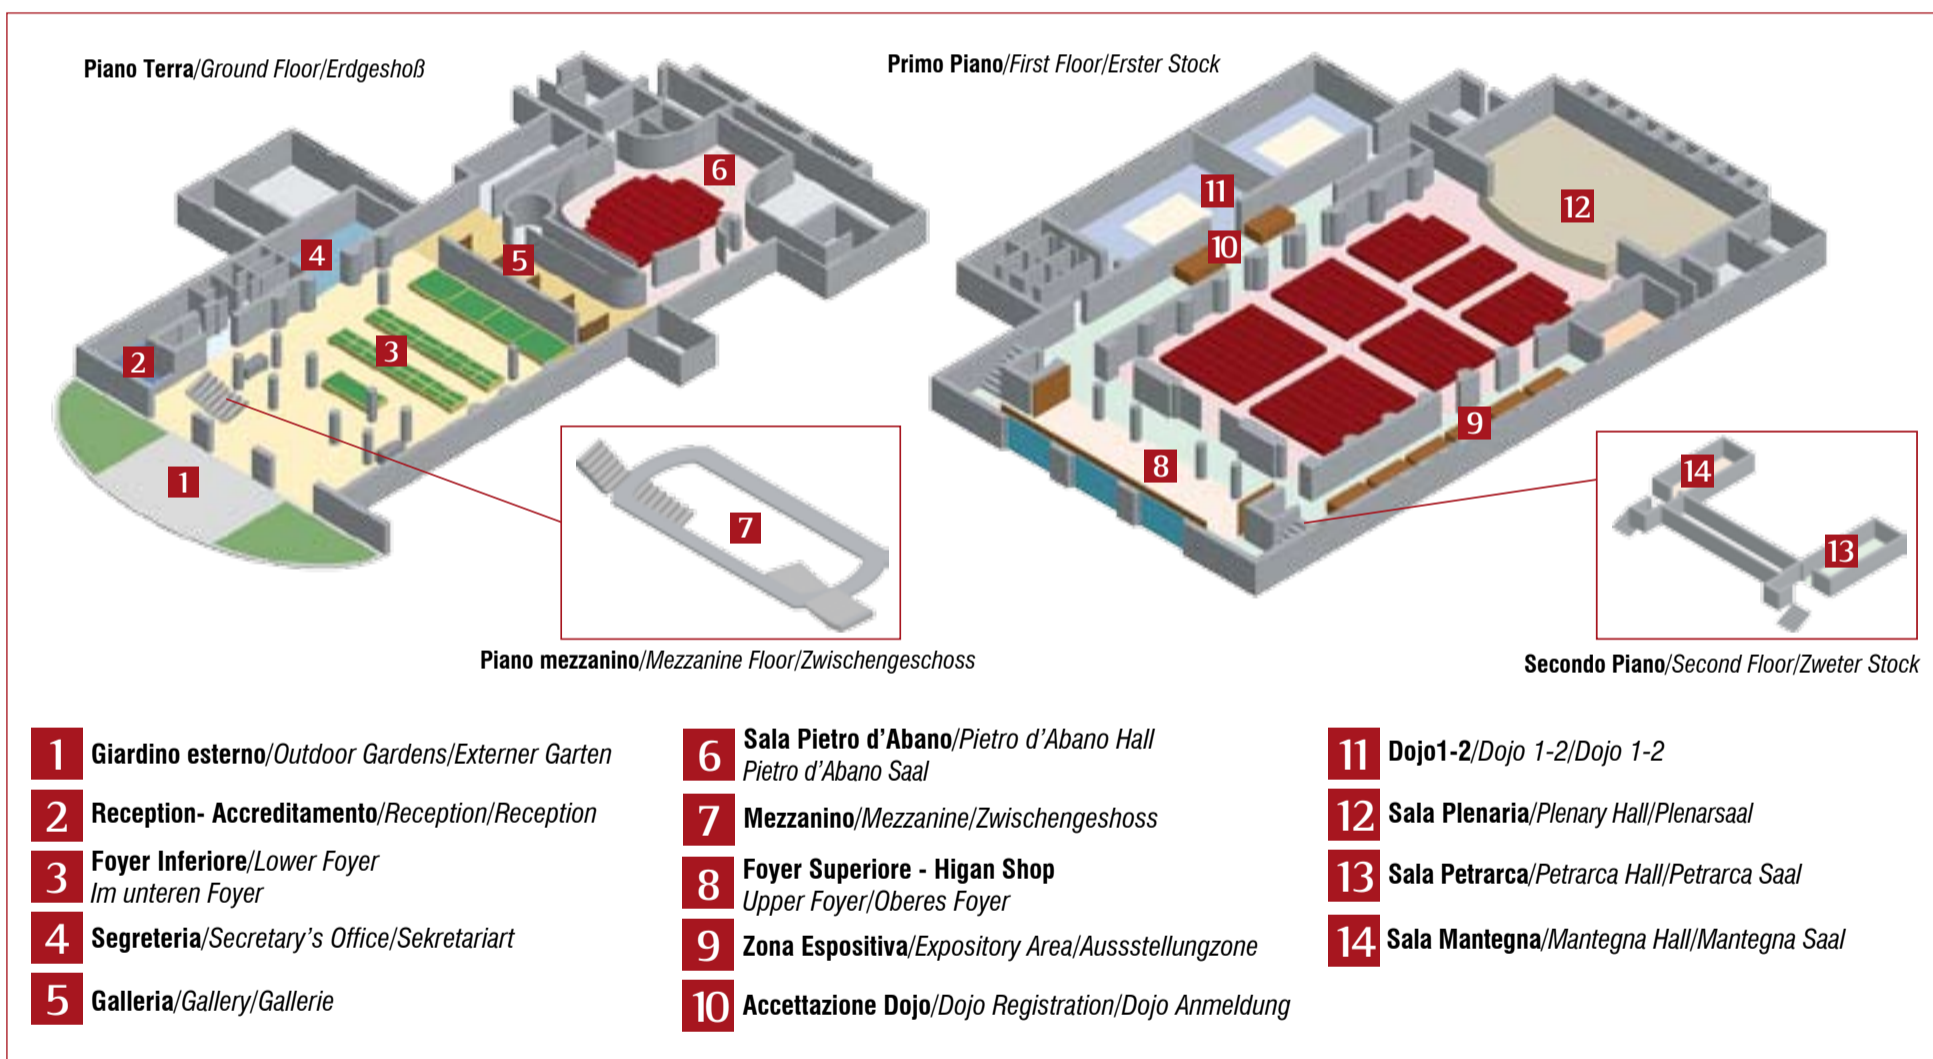 Piano Terra/Ground Floor/Erdgeshoß
Primo Piano/First Floor/Erster Stock
6
11
12
10
4
5
3
2
9
8
1
7
14
13
Piano mezzanino/Mezzanine Floor/Zwischengeschoss
Secondo Piano/Second Floor/Zweter Stock
1 Giardino esterno/Outdoor Gardens/Externer Garten
2 Reception- Accreditamento/Reception/Reception
3 Foyer Inferiore/Lower Foyer
Im unteren Foyer
4 Segreteria/Secretary's Office/Sekretariart
5 Galleria/Gallery/Gallerie
6 Sala Pietro d'Abano/Pietro d'Abano Hall
Pietro d'Abano Saal
7 Mezzanino/Mezzanine/Zwischengeshoss
8 Foyer Superiore - Higan Shop
Upper Foyer/Oberes Foyer
9 Zona Espositiva/Expository Area/Aussstellungzone
10 Accettazione Dojo/Dojo Registration/Dojo Anmeldung
11 Dojo1-2/Dojo 1-2/Dojo 1-2
12 Sala Plenaria/Plenary Hall/Plenarsaal
13 Sala Petrarca/Petrarca Hall/Petrarca Saal
14 Sala Mantegna/Mantegna Hall/Mantegna Saal